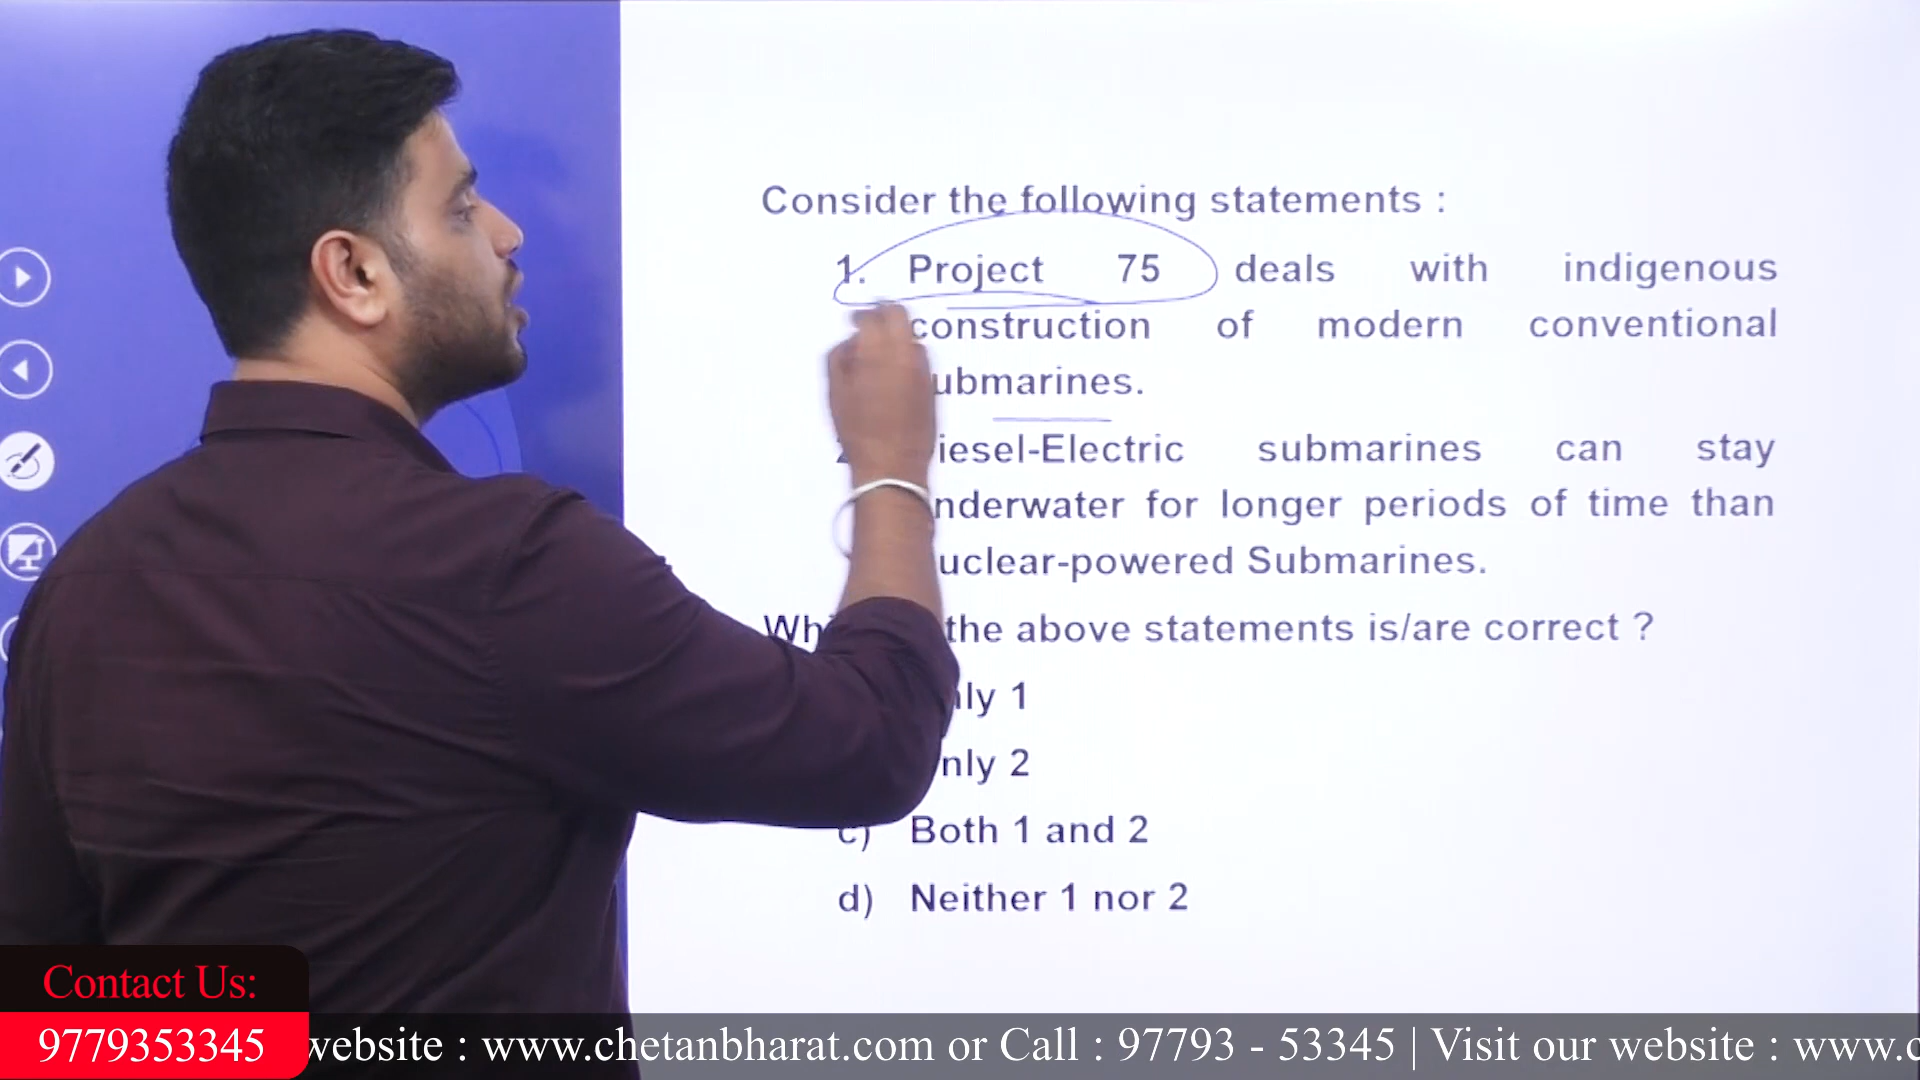 Consider the following statements :
1. Project 75 deals with indigenous
construction of modern conventional
ubmarines.
iesel-Electric submarines can stay
nderwater for longer periods of time than
uclear-powered Submarines.
the above statements is/are correct ?
nly 1
nly 2
c) Both 1 and 2
d) Neither 1 nor 2
Contact Us:
9779353345
website : www.chetanbharat.com or Call : 97793 - 53345 | Visit our website : www.c